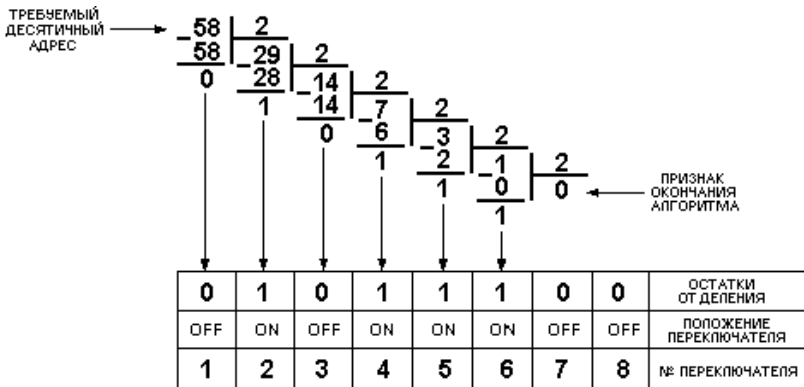 ТРЕБУЕМЫЙ
ДЕСЯТИЧНЫЙ
АДРЕС
−58 2
58 −29 2
0 28 −14 2
1 14 −7 2
0 6 −3 2
1 2 −1 2
1 0 0
1
ПРИЗНАК
ОКОНЧАНИЯ
АЛГОРИТМА
0 1 0 1 1 1 0 0 ОСТАТКИ
ОТ ДЕЛЕНИЯ
OFF ON OFF ON ON ON OFF OFF ПОЛОЖЕНИЕ
ПЕРЕКЛЮЧАТЕЛЯ
1 2 3 4 5 6 7 8 № ПЕРЕКЛЮЧАТЕЛЯ